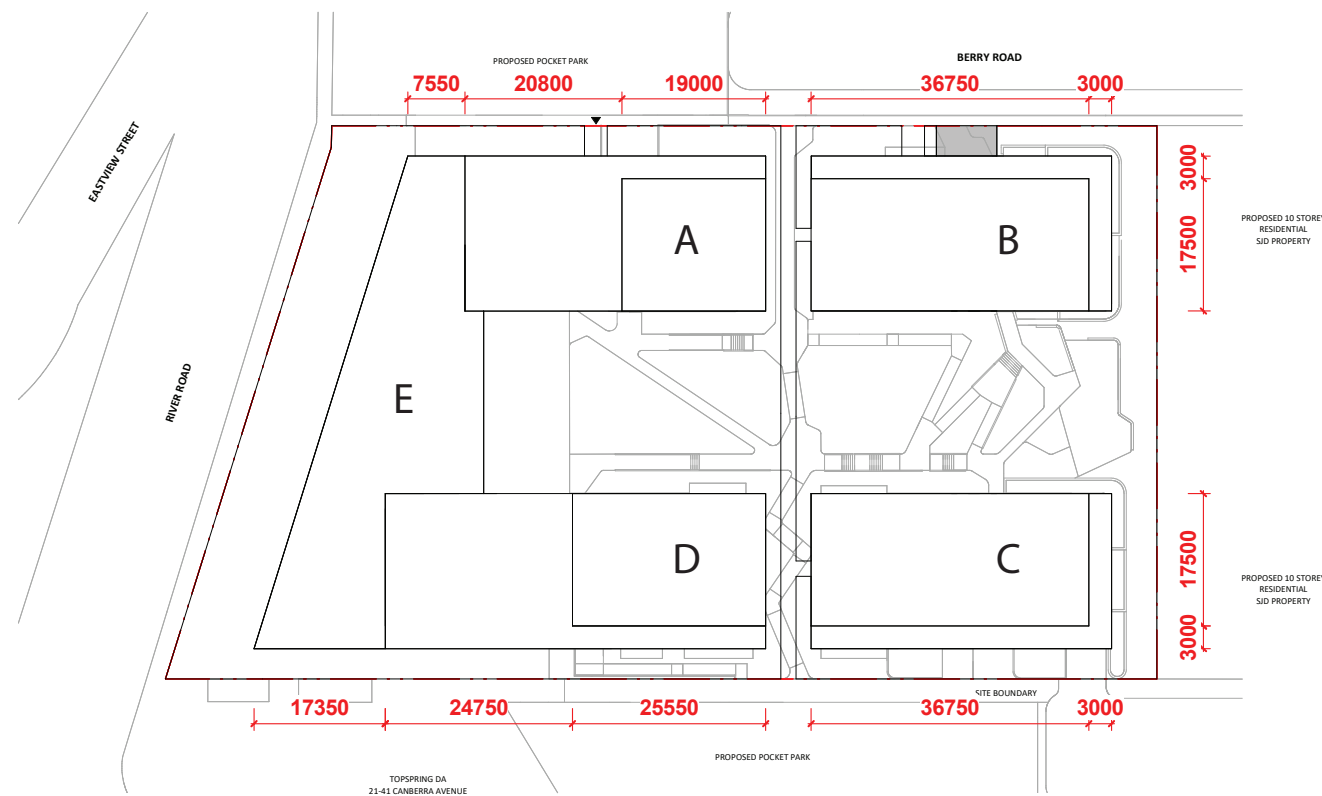 PROPOSED POCKET PARK
BERRY ROAD
7550
20800
19000
36750
3000
EASTVIEW STREET
3000
17500
A
B
PROPOSED 10 STORE
RESIDENTIAL
SJD PROPERTY
RIVER ROAD
E
D
C
17500
3000
PROPOSED 10 STORE
RESIDENTIAL
SJD PROPERTY
SITE BOUNDARY
17350
24750
25550
36750
3000
PROPOSED POCKET PARK
TOPSPRING DA
21-41 CANBERRA AVENUE